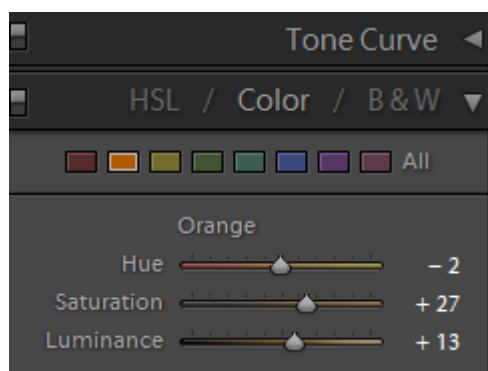 Tone Curve
HSL / Color / B & W
All
Orange
Hue – 2
Saturation + 27
Luminance + 13